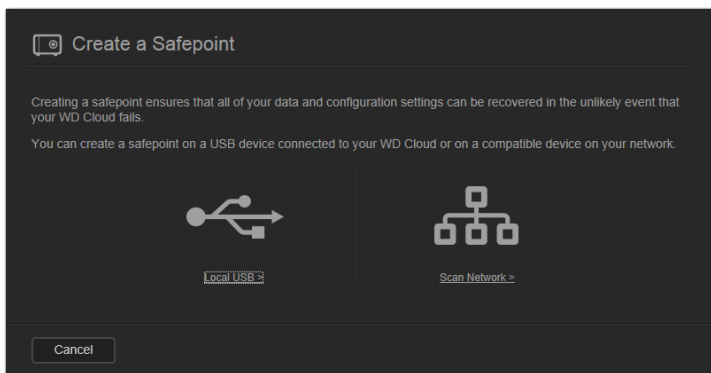 Create a Safepoint
Creating a safepoint ensures that all of your data and configuration settings can be recovered in the unlikely event that
your WD Cloud fails.
You can create a safepoint on a USB device connected to your WD Cloud or on a compatible device on your network.
Local USB >
Scan Network >
Cancel